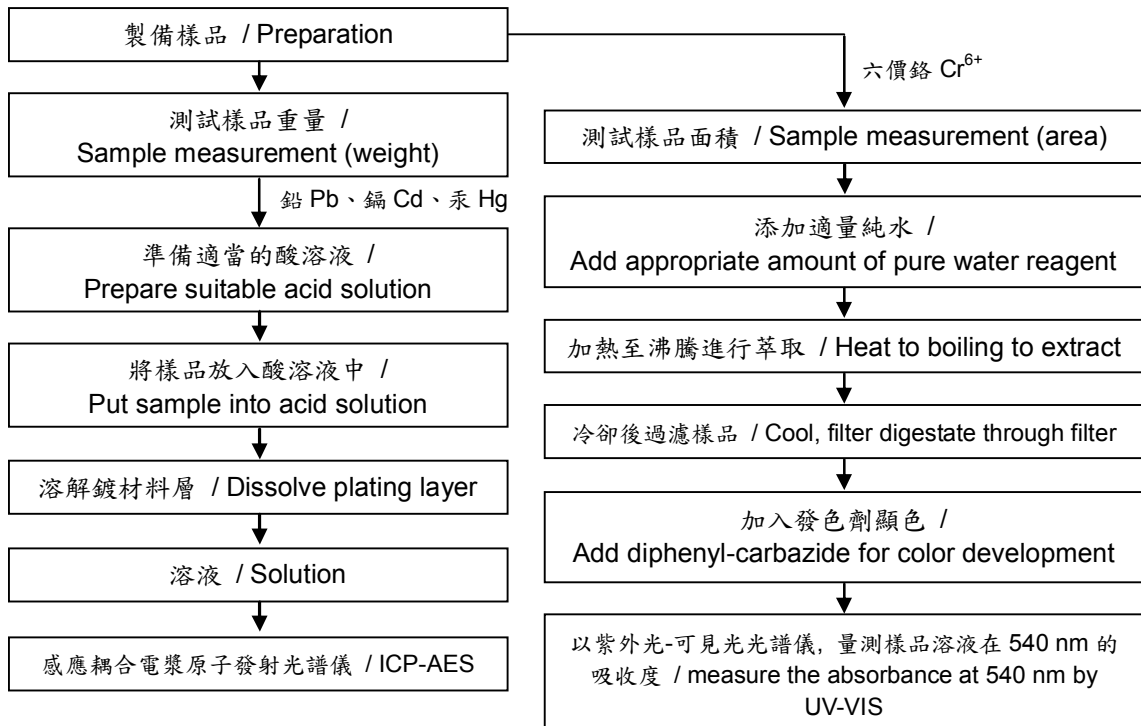 製備樣品 / Preparation
測試樣品重量 /
Sample measurement (weight)
鉛 Pb、鎘 Cd、汞 Hg
準備適當的酸溶液 /
Prepare suitable acid solution
將樣品放入酸溶液中 /
Put sample into acid solution
溶解鍍材料層 / Dissolve plating layer
溶液 / Solution
感應耦合電漿原子發射光譜儀 / ICP-AES
六價鉻 Cr⁶⁺
測試樣品面積 / Sample measurement (area)
添加適量純水 /
Add appropriate amount of pure water reagent
加熱至沸騰進行萃取 / Heat to boiling to extract
冷卻後過濾樣品 / Cool, filter digestate through filter
加入發色劑顯色 /
Add diphenyl-carbazide for color development
以紫外光-可見光光譜儀, 量測樣品溶液在 540 nm 的
吸收度 / measure the absorbance at 540 nm by
UV-VIS